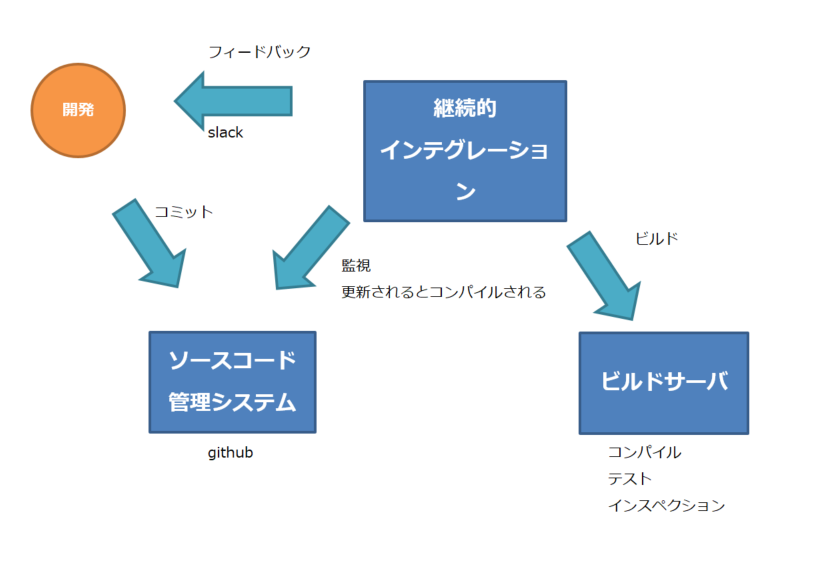 フィードバック
開発
slack
継続的
インテグレーショ
ン
コミット
監視
更新されるとコンパイルされる
ビルド
ソースコード
管理システム
github
ビルドサーバ
コンパイル
テスト
インスペクション